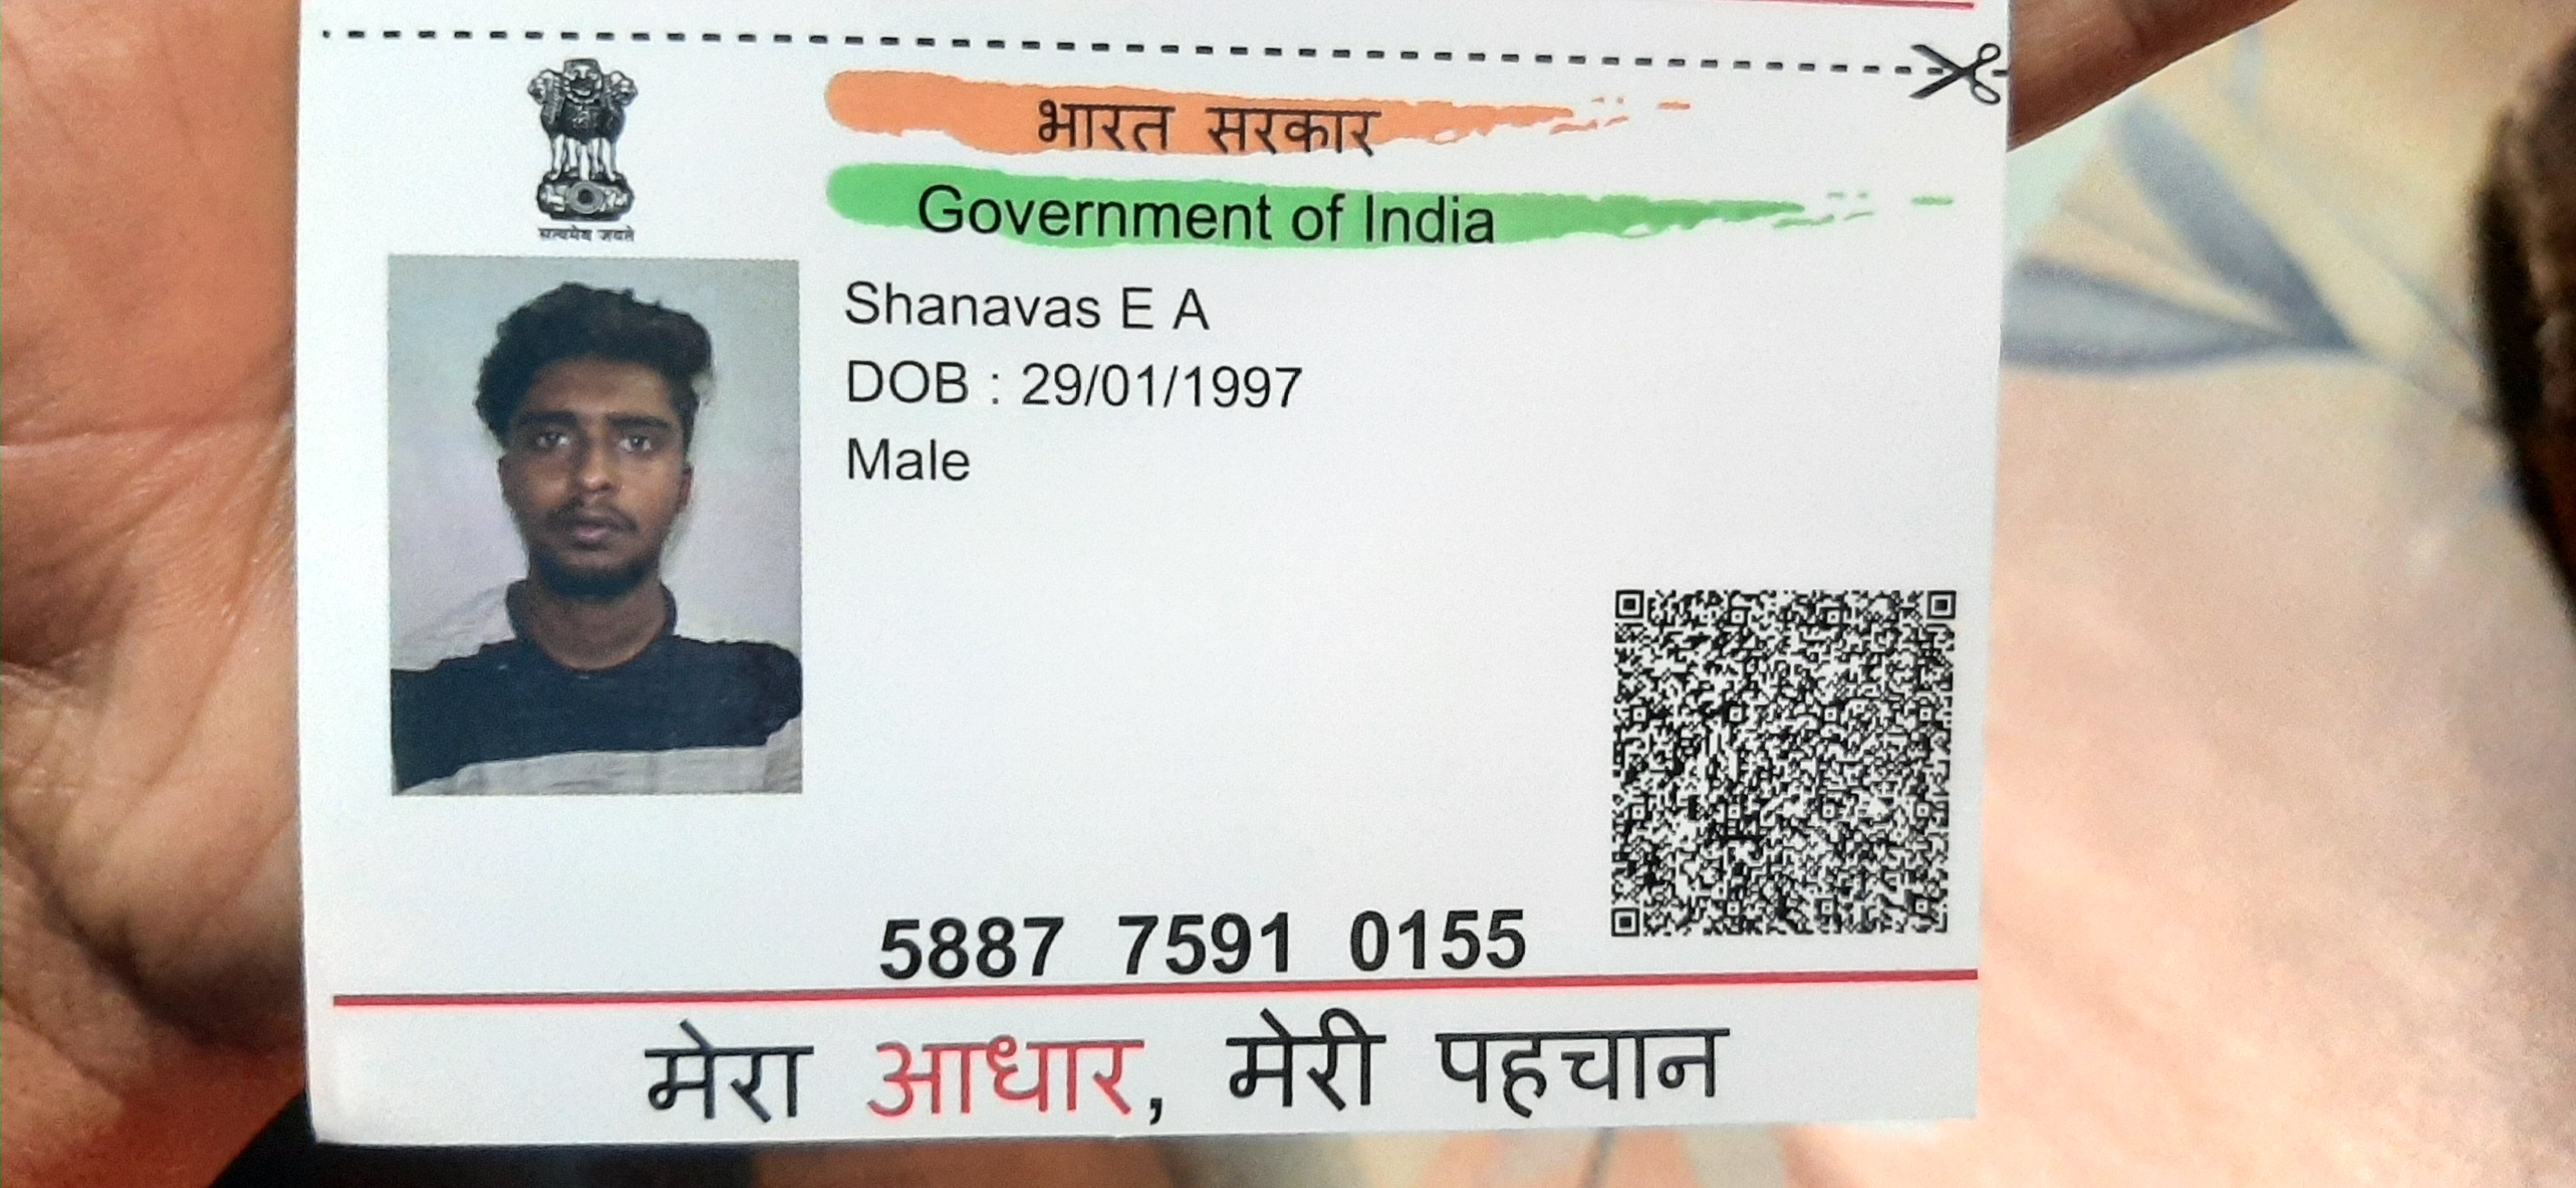 भारत सरकार
Government of India
सत्यमेव जयते
Shanavas E A
DOB : 29/01/1997
Male
5887 7591 0155
मेरा आधार, मेरी पहचान